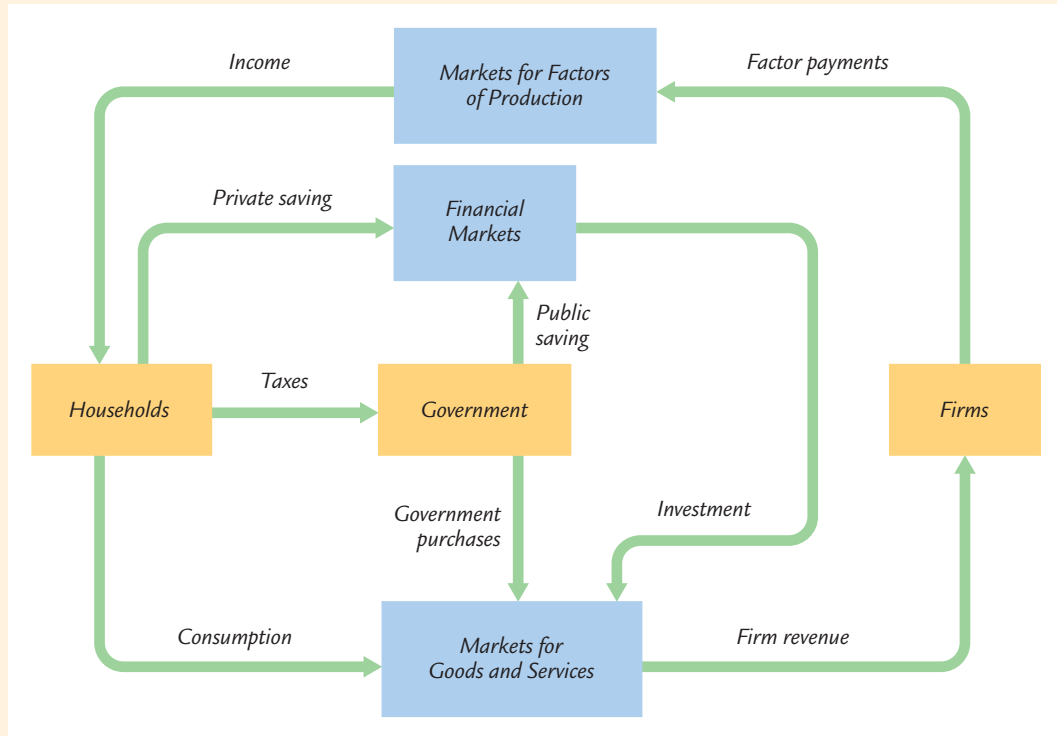 Income
Markets for Factors
of Production
Factor payments
Private saving
Financial
Markets
Public
saving
Households
Taxes
Government
Firms
Government
purchases
Investment
Consumption
Markets for
Goods and Services
Firm revenue